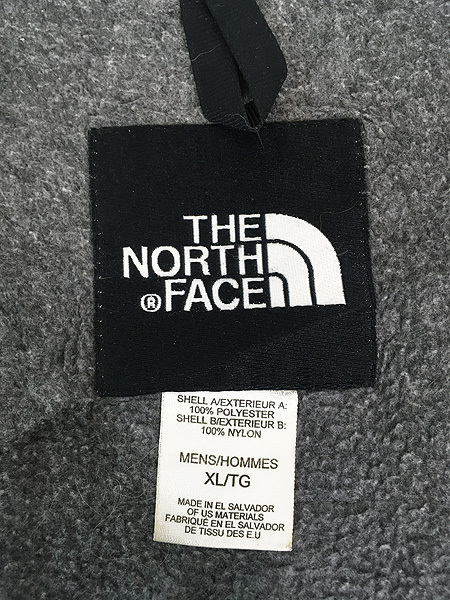 THE
NORTH
® FACE
SHELL A/EXTERIEUR A:
100% POLYESTER
SHELL B/EXTERIEUR B:
100% NYLON
MENS/HOMMES
XL/TG
MADE IN EL SALVADOR
OF US MATERIALS
FABRIQUÉ EN EL SALVADOR
DE TISSU DES E.U